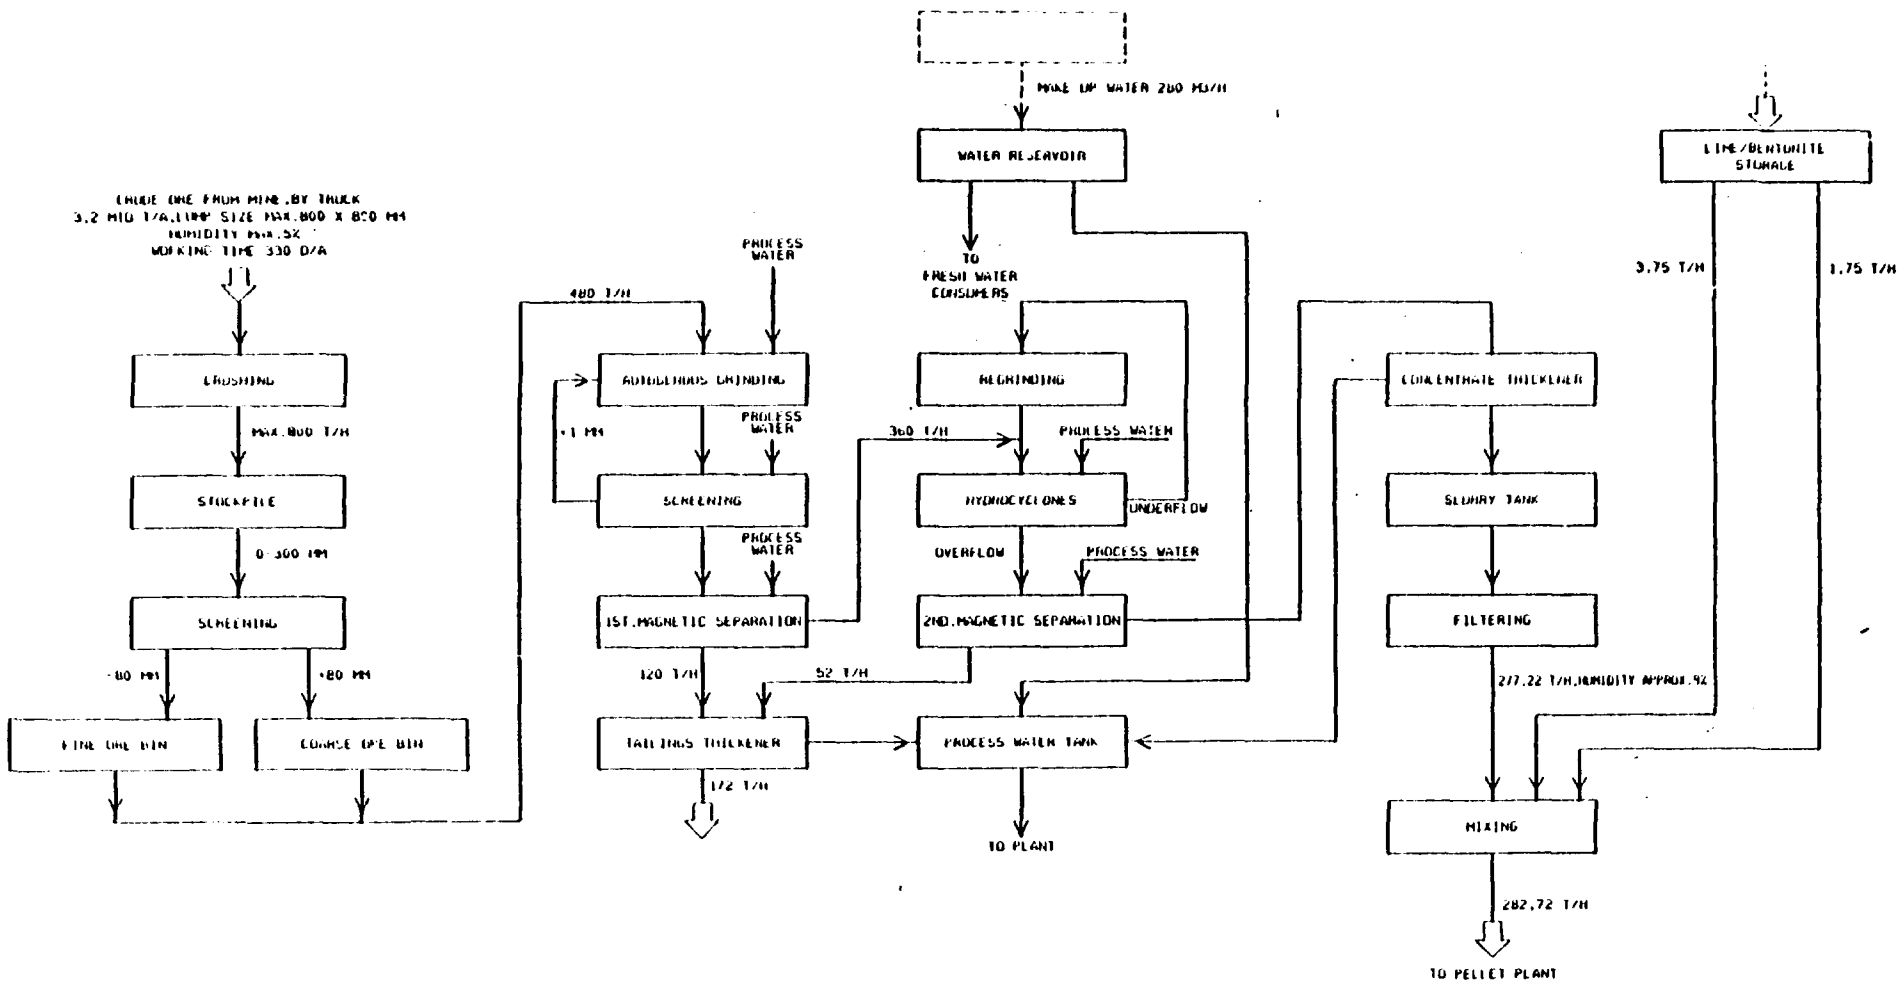 MAKE UP WATER 280 M3/H
WATER RESERVOIR
LIME/BENTONITE
STORAGE
CRUDE ORE FROM MINE,BY TRUCK
3,2 MIO T/A,LUMP SIZE MAX.800 X 800 MM
HUMIDITY MAX.5%
WORKING TIME 330 D/A
PROCESS
WATER
TO
FRESH WATER
CONSUMERS
3,75 T/H
1,75 T/H
480 T/H
CRUSHING
AUTOGENOUS GRINDING
REGRINDING
CONCENTRATE THICKENER
MAX.800 T/H
+1 MM
PROCESS
WATER
360 T/H
PROCESS WATER
STOCKPILE
SCREENING
HYDROCYCLONES
UNDERFLOW
SLURRY TANK
0-300 MM
PROCESS
WATER
OVERFLOW
PROCESS WATER
SCREENING
1ST.MAGNETIC SEPARATION
2ND.MAGNETIC SEPARATION
FILTERING
-80 MM
+80 MM
120 T/H
52 T/H
277,22 T/H,HUMIDITY APPROX.9%
FINE ORE BIN
COARSE ORE BIN
TAILINGS THICKENER
PROCESS WATER TANK
172 T/H
MIXING
TO PLANT
282,72 T/H
TO PELLET PLANT